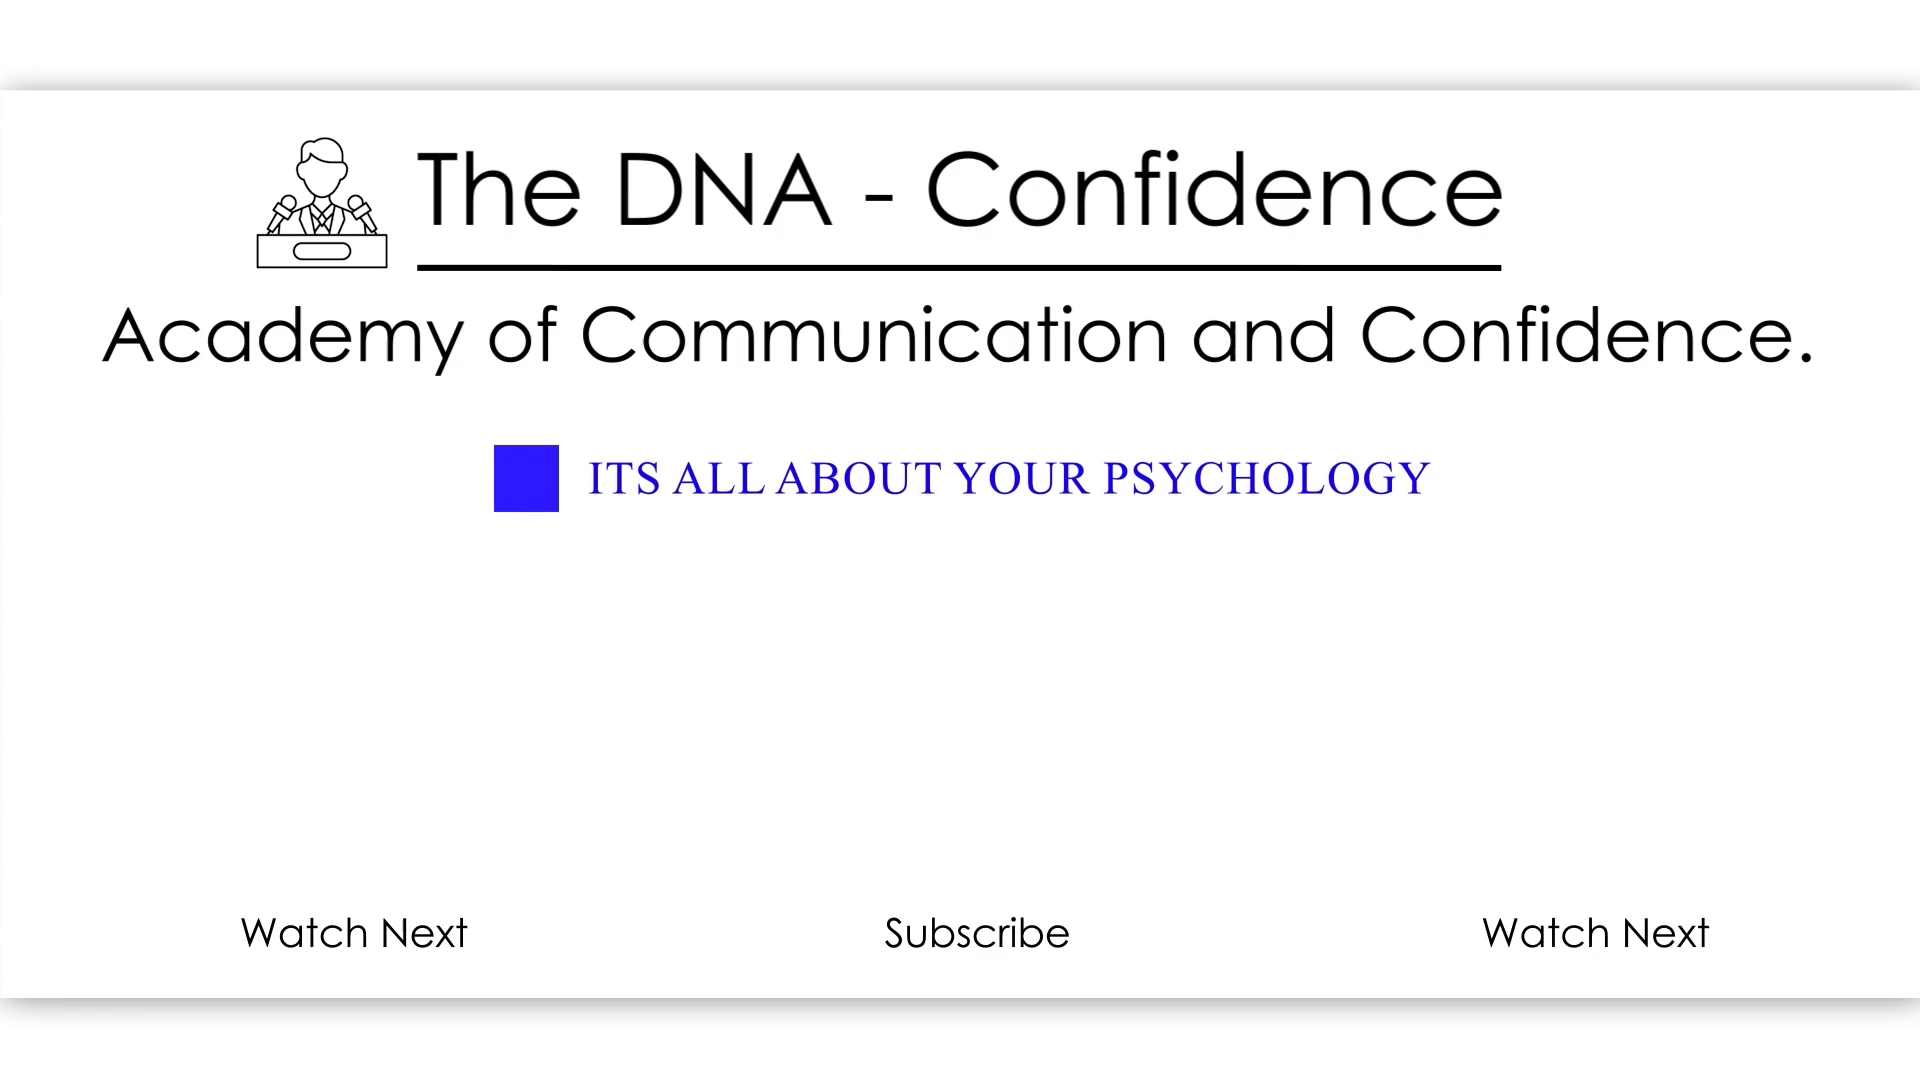 The DNA - Confidence
Academy of Communication and Confidence.
ITS ALL ABOUT YOUR PSYCHOLOGY
Watch Next
Subscribe
Watch Next